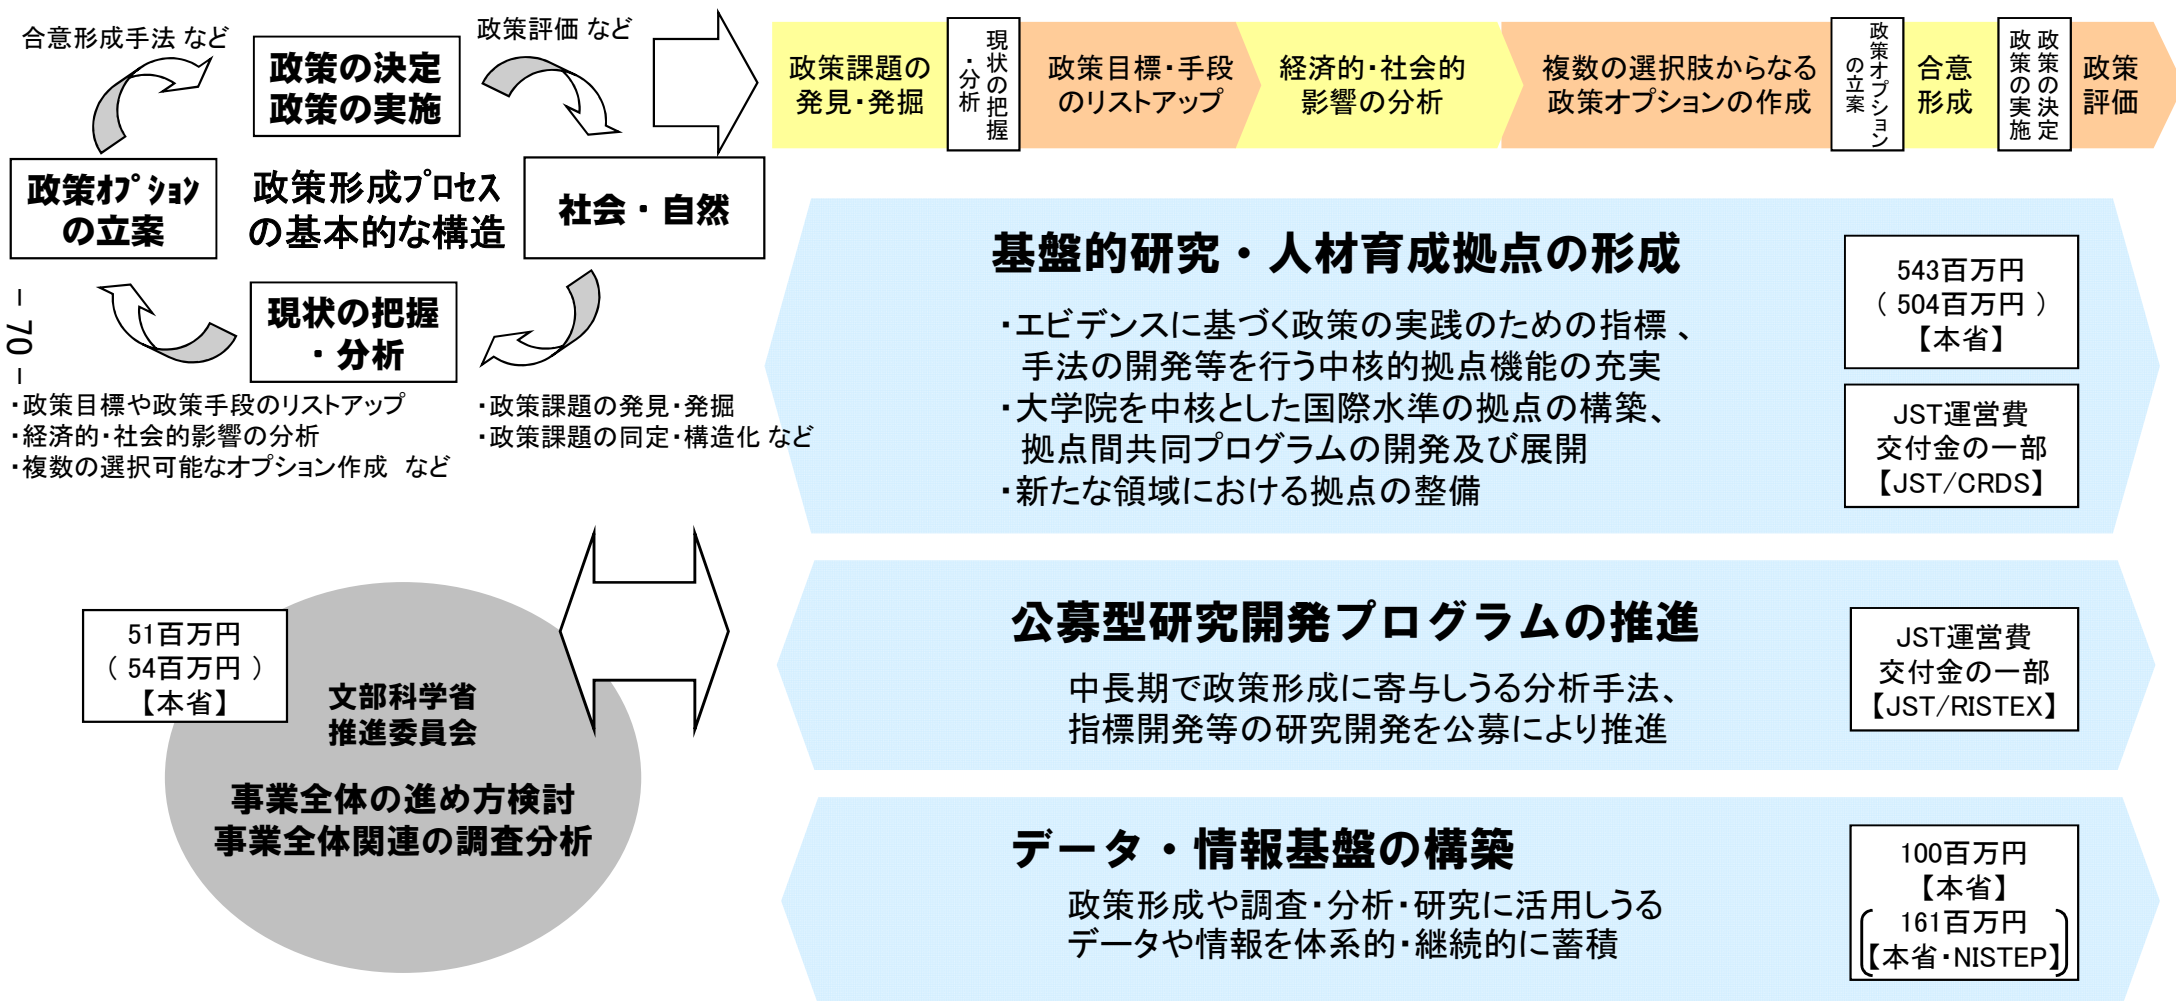 合意形成手法 など
政策の決定
政策の実施
政策評価 など
政策オプション
の立案
政策形成プロセス
の基本的な構造
社会・自然
現状の把握
・分析
・政策目標や政策手段のリストアップ
・経済的・社会的影響の分析
・複数の選択可能なオプション作成 など
・政策課題の発見・発掘
・政策課題の同定・構造化 など
－ 70 －
政策課題の
発見・発掘
現状の把握
・分析
政策目標・手段
のリストアップ
経済的・社会的
影響の分析
複数の選択肢からなる
政策オプションの作成
政策オプション
の立案
合意
形成
政策の決定
政策の実施
政策
評価
基盤的研究・人材育成拠点の形成
・エビデンスに基づく政策の実践のための指標、
手法の開発等を行う中核的拠点機能の充実
・大学院を中核とした国際水準の拠点の構築、
拠点間共同プログラムの開発及び展開
・新たな領域における拠点の整備
543百万円
（ 504百万円 ）
【本省】
JST運営費
交付金の一部
【JST/CRDS】
公募型研究開発プログラムの推進
中長期で政策形成に寄与しうる分析手法、
指標開発等の研究開発を公募により推進
JST運営費
交付金の一部
【JST/RISTEX】
データ・情報基盤の構築
政策形成や調査・分析・研究に活用しうる
データや情報を体系的・継続的に蓄積
100百万円
【本省】
161百万円
【本省・NISTEP】
51百万円
（ 54百万円 ）
【本省】
文部科学省
推進委員会
事業全体の進め方検討
事業全体関連の調査分析